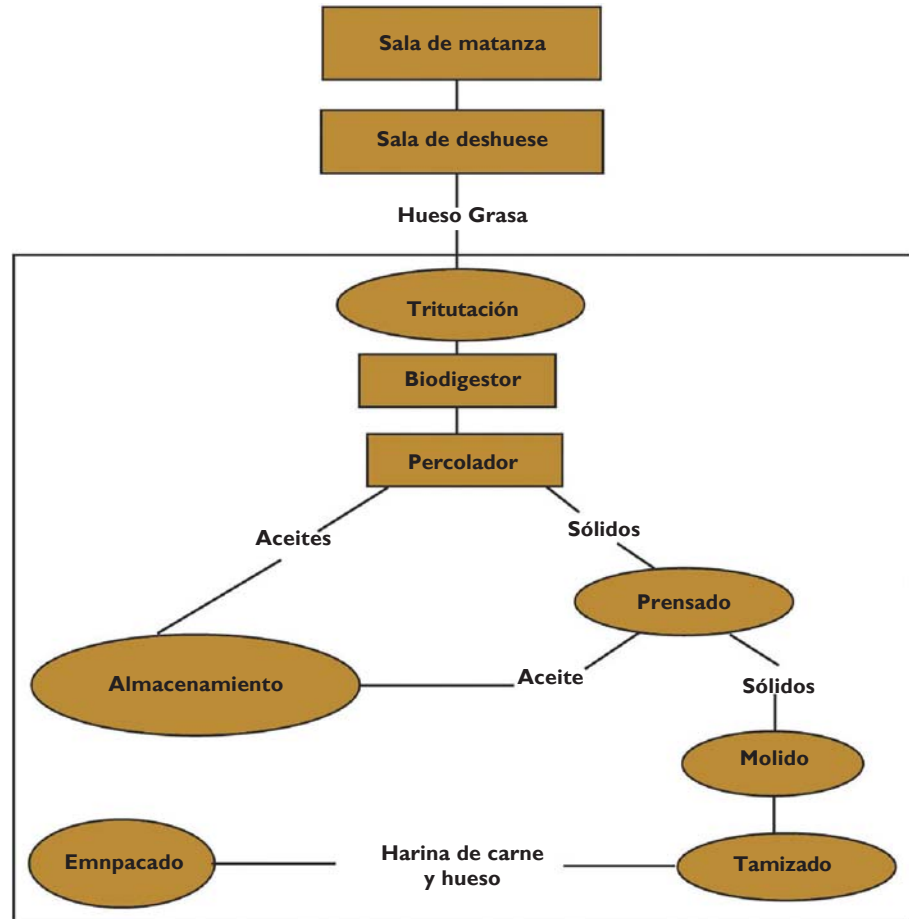 Sala de matanza
Sala de deshuese
Hueso Grasa
Tritutación
Biodigestor
Percolador
Aceites
Sólidos
Prensado
Almacenamiento
Aceite
Sólidos
Molido
Emnpacado
Harina de carne
y hueso
Tamizado